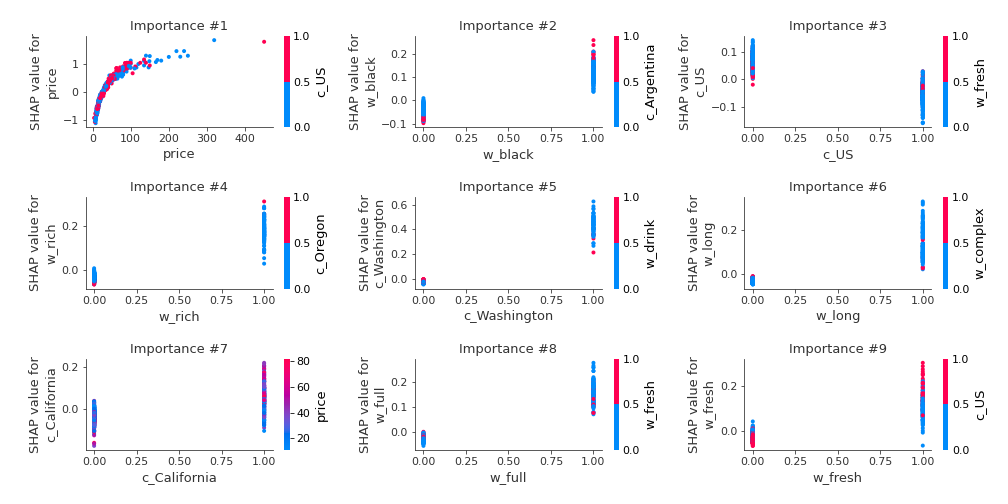 Importance #1
SHAP value for
price
1
0
−1
0
100
200
300
400
price
1.0
0.5
0.0
c_US
Importance #2
SHAP value for
w_black
0.2
0.1
0.0
−0.1
0.00
0.25
0.50
0.75
1.00
w_black
1.0
0.5
0.0
c_Argentina
Importance #3
SHAP value for
c_US
0.1
0.0
−0.1
0.00
0.25
0.50
0.75
1.00
c_US
1.0
0.5
0.0
w_fresh
Importance #4
SHAP value for
w_rich
0.2
0.0
0.00
0.25
0.50
0.75
1.00
w_rich
1.0
0.5
0.0
c_Oregon
Importance #5
SHAP value for
c_Washington
0.6
0.4
0.2
0.0
0.00
0.25
0.50
0.75
1.00
c_Washington
1.0
0.5
0.0
w_drink
Importance #6
SHAP value for
w_long
0.2
0.0
0.00
0.25
0.50
0.75
1.00
w_long
1.0
0.5
0.0
w_complex
Importance #7
SHAP value for
c_California
0.2
0.0
0.00
0.25
0.50
0.75
1.00
c_California
80
60
40
20
price
Importance #8
SHAP value for
w_full
0.2
0.1
0.0
0.00
0.25
0.50
0.75
1.00
w_full
1.0
0.5
0.0
w_fresh
Importance #9
SHAP value for
w_fresh
0.2
0.0
0.00
0.25
0.50
0.75
1.00
w_fresh
1.0
0.5
0.0
c_US